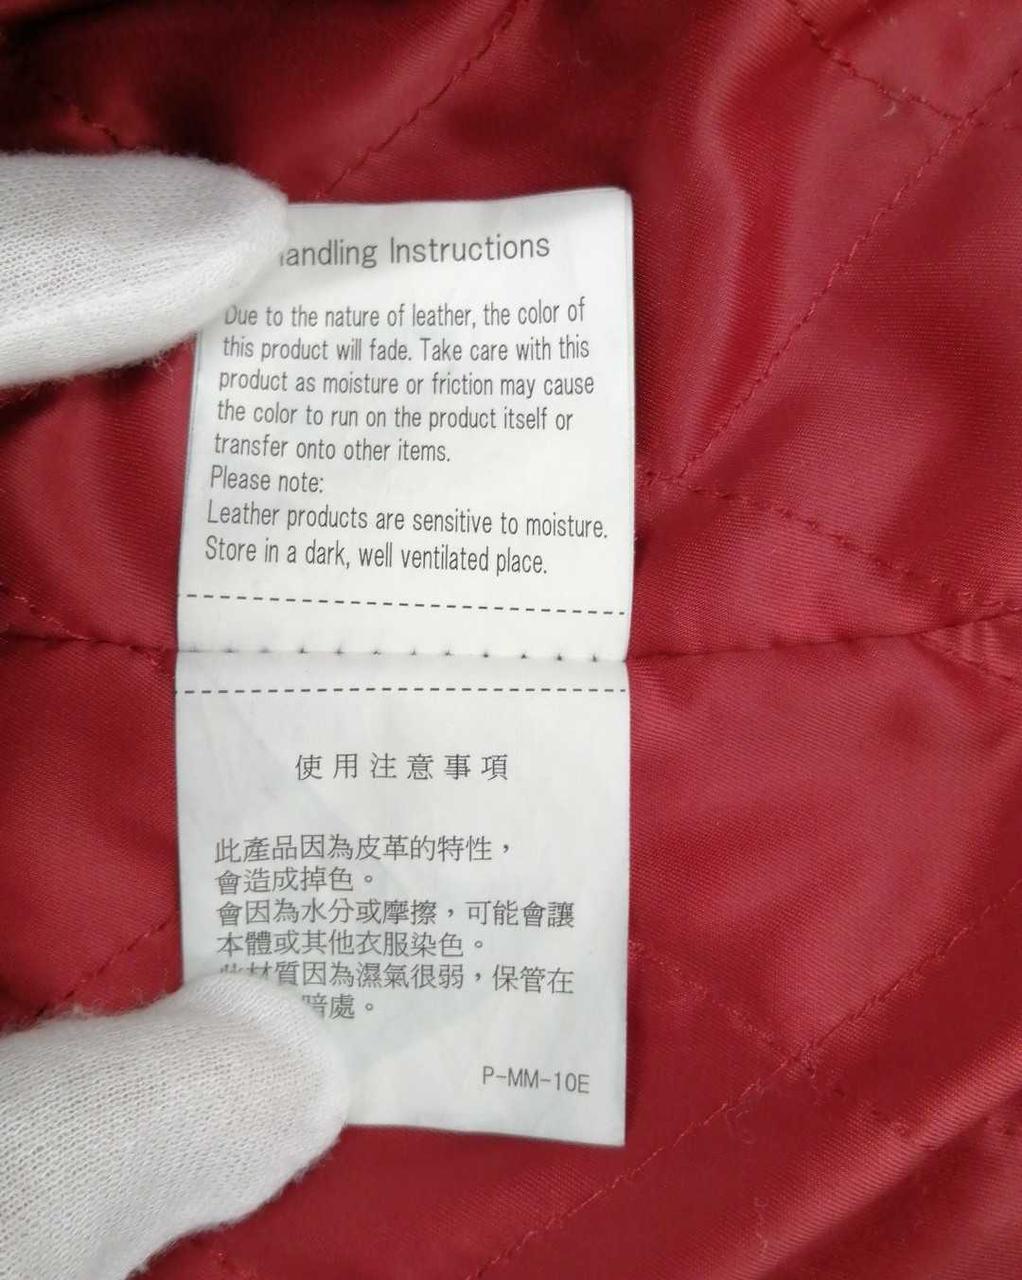 Instructions
Due to the nature of leather, the color of
this product will fade. Take care with this
product as moisture or friction may cause
the color to run on the product itself or
transfer onto other items.
Please note:
Leather products are sensitive to moisture.
Store in a dark, well ventilated place.
使用注意事項
此產品因為皮革的特性，
會造成掉色。
會因為水分或摩擦，可能會讓
本體或其他衣服染色。
材質因為濕氣很弱，保管在
暗處。
P-MM-10E